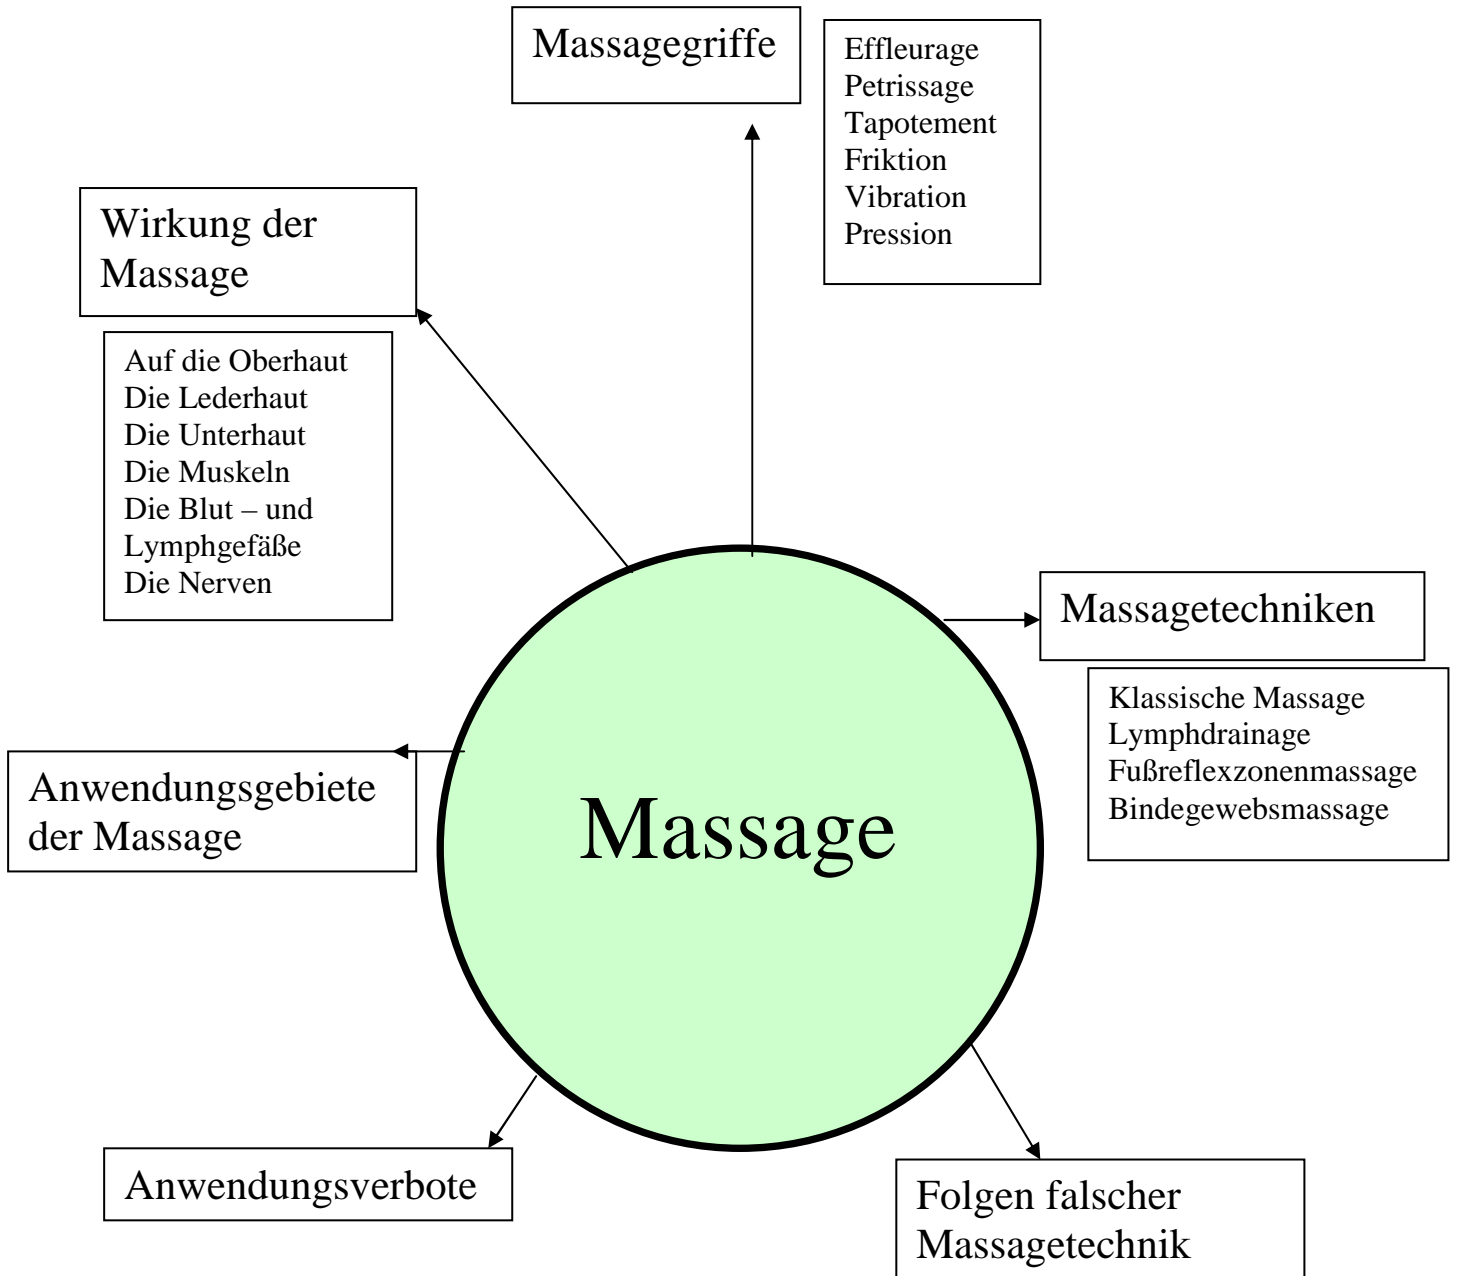 Massagegriffe
Effleurage
Petrissage
Tapotement
Friktion
Vibration
Pression
Wirkung der
Massage
Auf die Oberhaut
Die Lederhaut
Die Unterhaut
Die Muskeln
Die Blut – und
Lymphgefäße
Die Nerven
Massagetechniken
Klassische Massage
Lymphdrainage
Fußreflexzonenmassage
Bindegewebsmassage
Anwendungsgebiete
der Massage
Massage
Anwendungsverbote
Folgen falscher
Massagetechnik